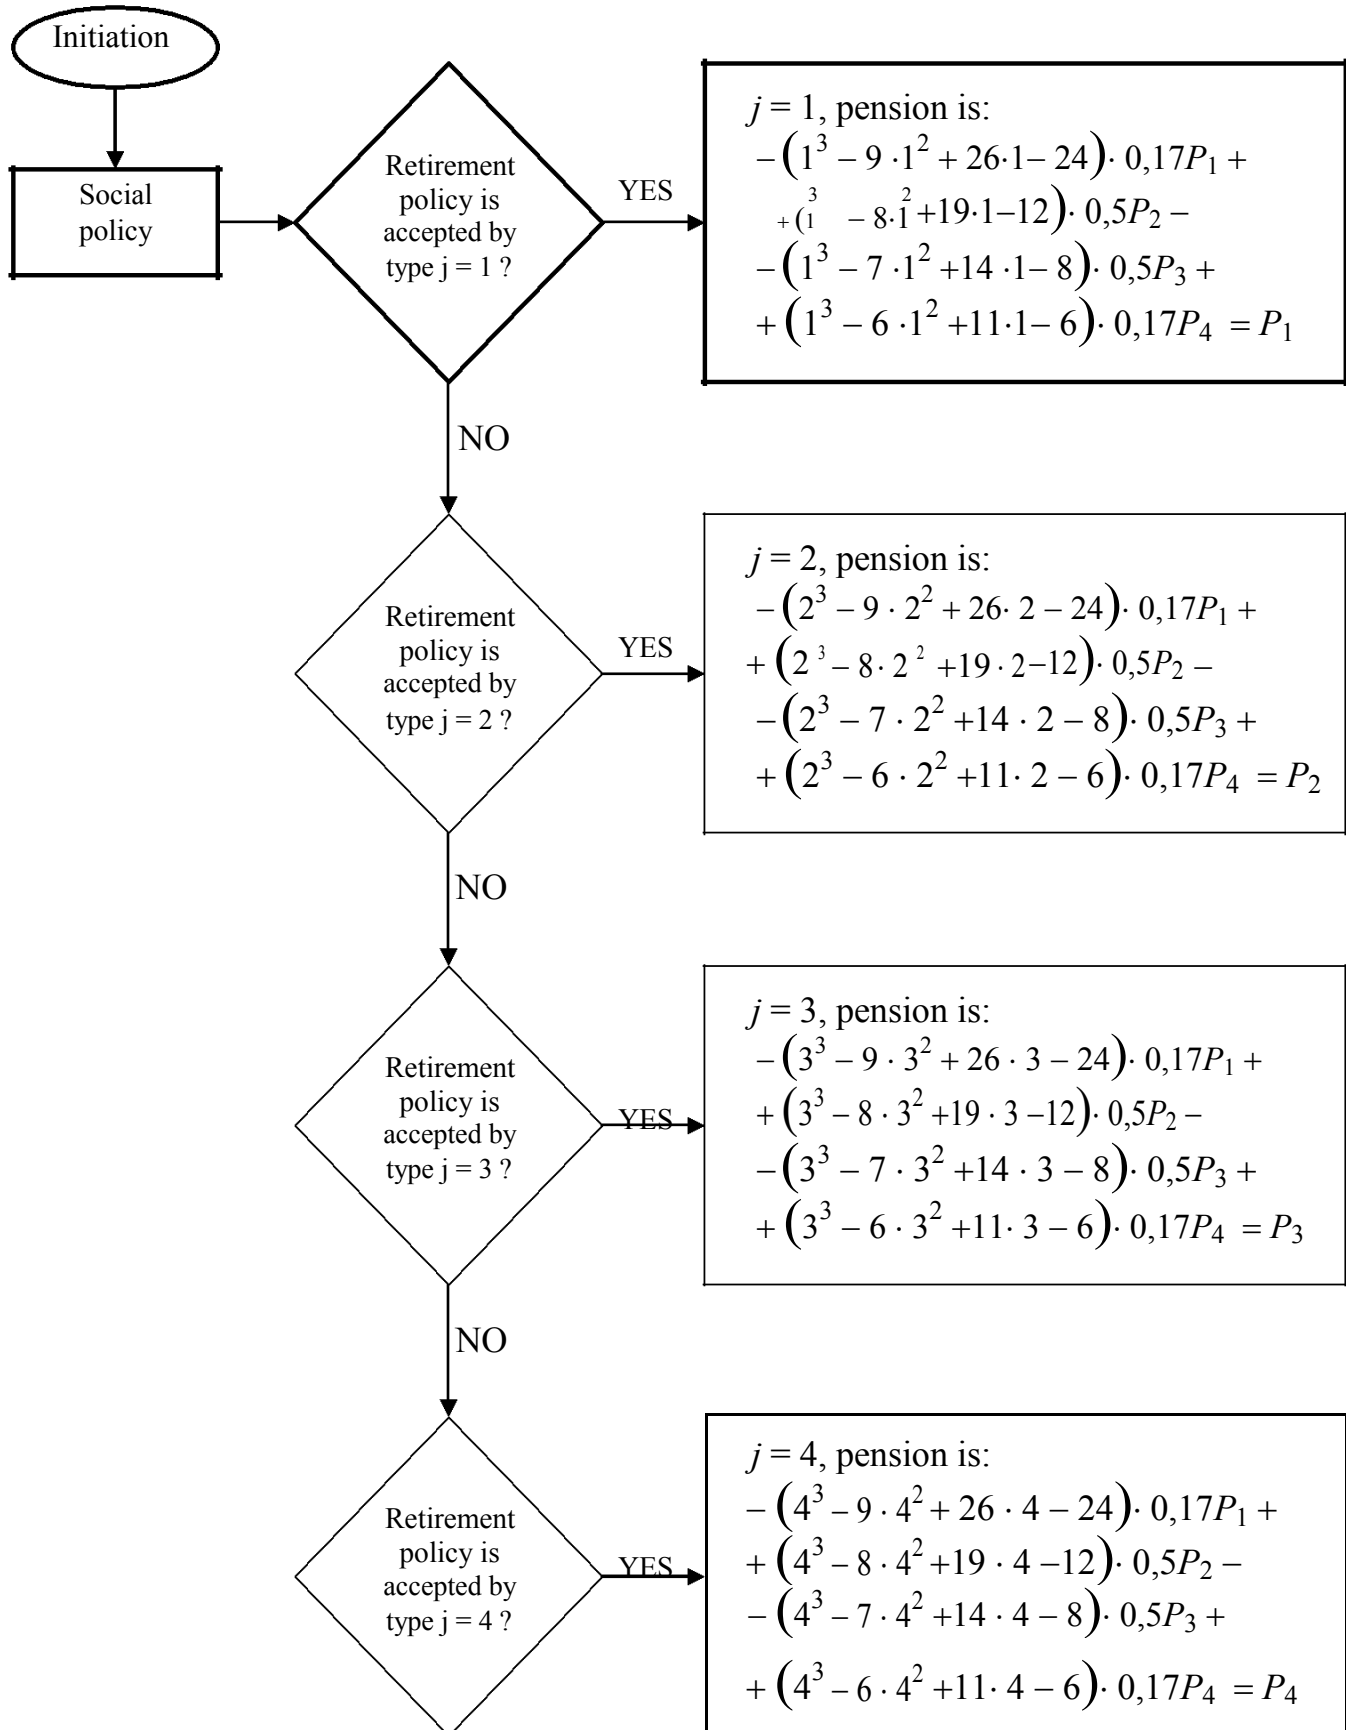 Initiation
Social
policy
Retirement
policy is
accepted by
type j = 1 ?
YES
j = 1, pension is:
−(1³ − 9 ·1² + 26·1− 24)· 0,17P₁ +
+(1³ − 8·1² +19·1−12)· 0,5P₂ −
−(1³ − 7 ·1² +14 ·1− 8)· 0,5P₃ +
+(1³ − 6 ·1² +11·1− 6)· 0,17P₄ = P₁
NO
Retirement
policy is
accepted by
type j = 2 ?
YES
j = 2, pension is:
−(2³ − 9 · 2² + 26 · 2 − 24)· 0,17P₁ +
+(2³ − 8 · 2² +19 · 2 −12)· 0,5P₂ −
−(2³ − 7 · 2² +14 · 2 − 8)· 0,5P₃ +
+(2³ − 6 · 2² +11· 2 − 6)· 0,17P₄ = P₂
NO
Retirement
policy is
accepted by
type j = 3 ?
YES
j = 3, pension is:
−(3³ − 9 · 3² + 26 · 3 − 24)· 0,17P₁ +
+(3³ − 8 · 3² +19 · 3 −12)· 0,5P₂ −
−(3³ − 7 · 3² +14 · 3 − 8)· 0,5P₃ +
+(3³ − 6 · 3² +11· 3 − 6)· 0,17P₄ = P₃
NO
Retirement
policy is
accepted by
type j = 4 ?
YES
j = 4, pension is:
−(4³ − 9 · 4² + 26 · 4 − 24)· 0,17P₁ +
+(4³ − 8 · 4² +19 · 4 −12)· 0,5P₂ −
−(4³ − 7 · 4² +14 · 4 − 8)· 0,5P₃ +
+(4³ − 6 · 4² +11· 4 − 6)· 0,17P₄ = P₄